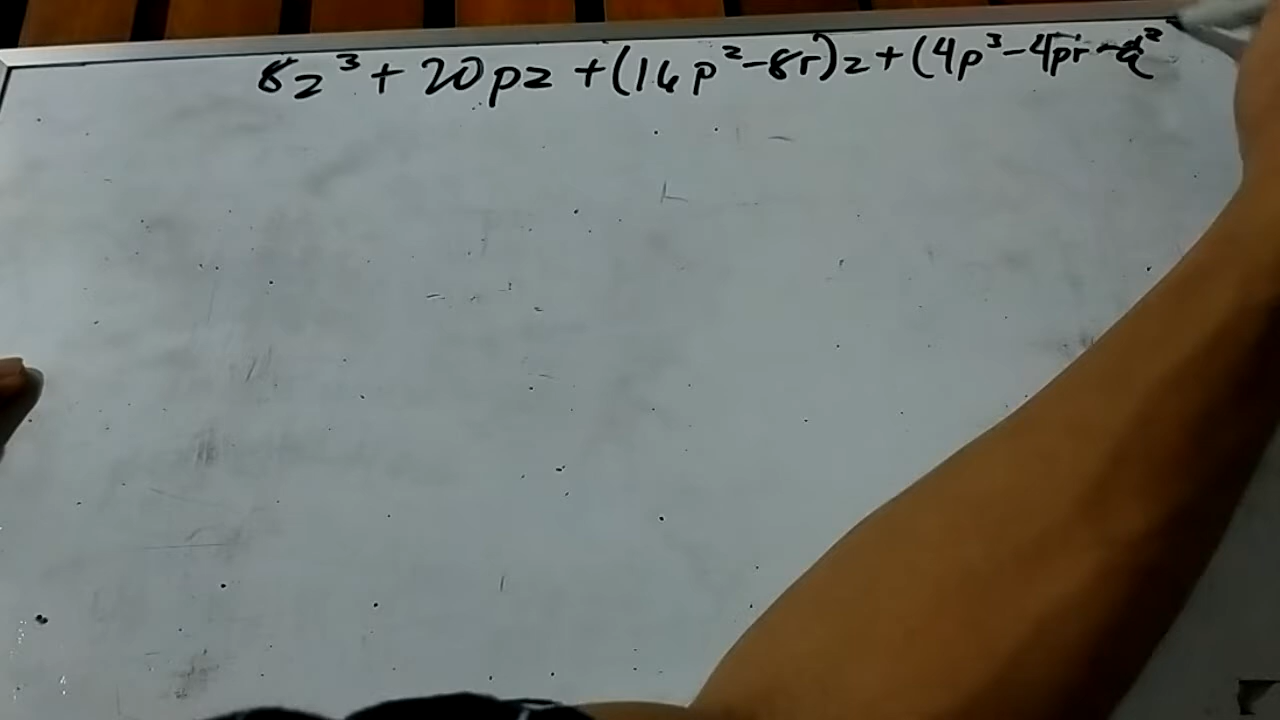 8z³ + 20pz + (16p² - 8r)z + (4p³ - 4pr - q²